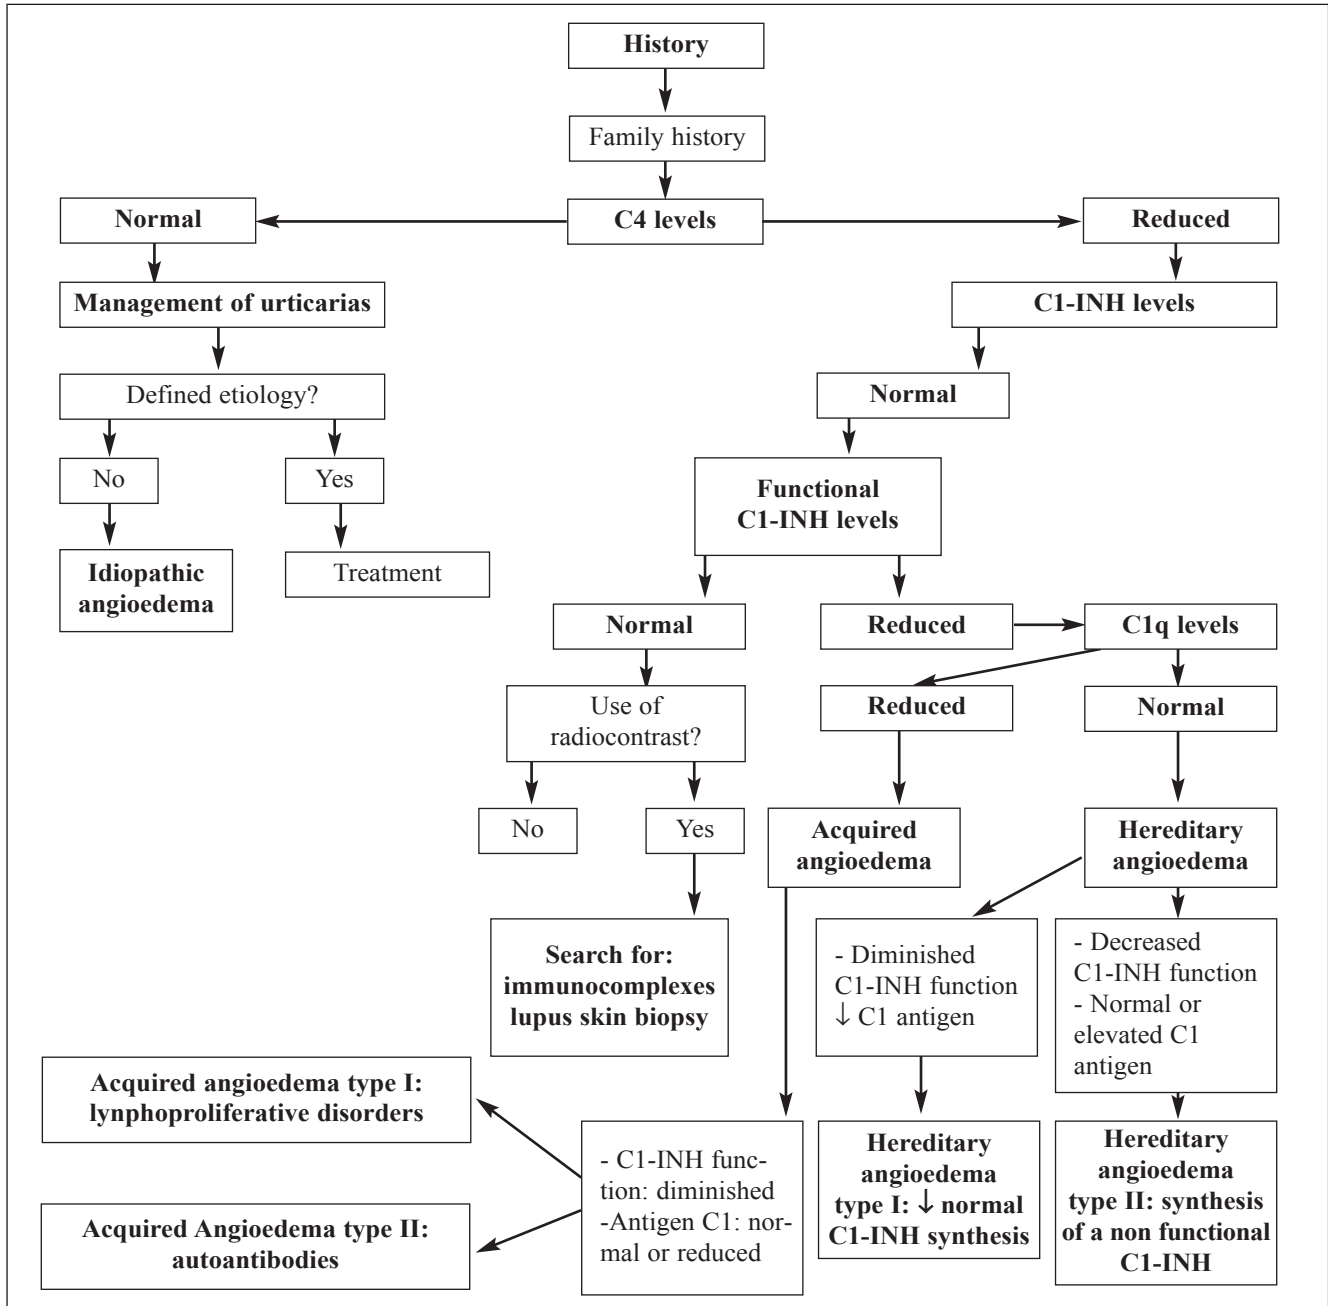 History
Family history
Normal
C4 levels
Reduced
Management of urticarias
C1-INH levels
Defined etiology?
Normal
No
Yes
Functional
C1-INH levels
Idiopathic
angioedema
Treatment
Normal
Reduced
C1q levels
Use of
radiocontrast?
Reduced
Normal
No
Yes
Acquired
angioedema
Hereditary
angioedema
Search for:
immunocomplexes
lupus skin biopsy
- Diminished
C1-INH function
↓ C1 antigen
- Decreased
C1-INH function
- Normal or
elevated C1
antigen
Acquired angioedema type I:
lynphoproliferative disorders
Acquired Angioedema type II:
autoantibodies
- C1-INH func-
tion: diminished
-Antigen C1: nor-
mal or reduced
Hereditary
angioedema
type I: ↓ normal
C1-INH synthesis
Hereditary
angioedema
type II: synthesis
of a non functional
C1-INH